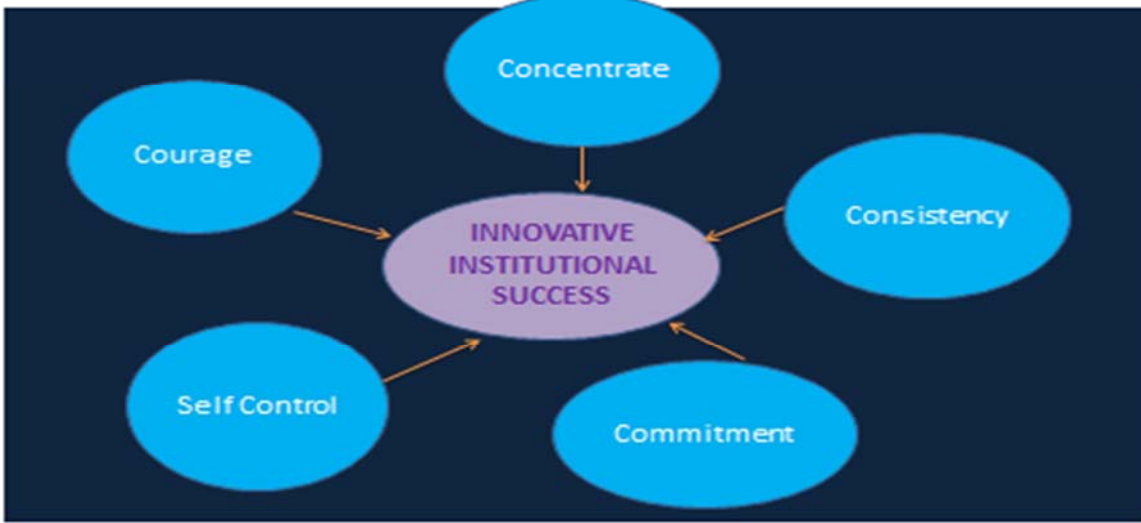 Concentrate
Courage
Consistency
INNOVATIVE
INSTITUTIONAL
SUCCESS
Self Control
Commitment